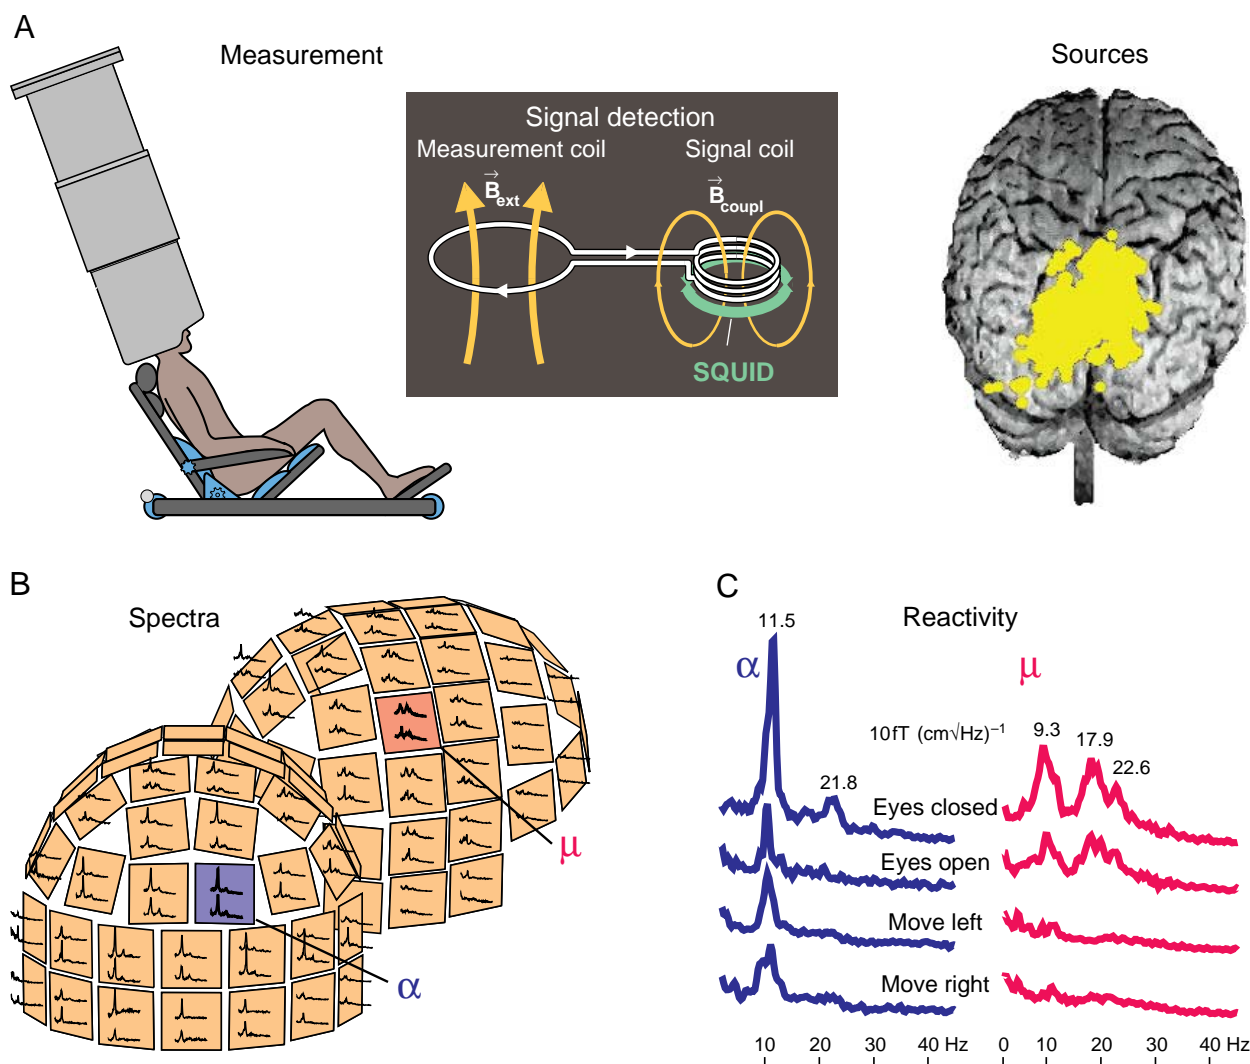 A
Measurement
Sources
Signal detection
Measurement coil
Signal coil
B→ext
B→coupl
SQUID
B
Spectra
μ
α
C
Reactivity
11.5
α
μ
10fT (cm√Hz)⁻¹
9.3
17.9
22.6
21.8
Eyes closed
Eyes open
Move left
Move right
10 20 30 40 Hz
0 10 20 30 40 Hz